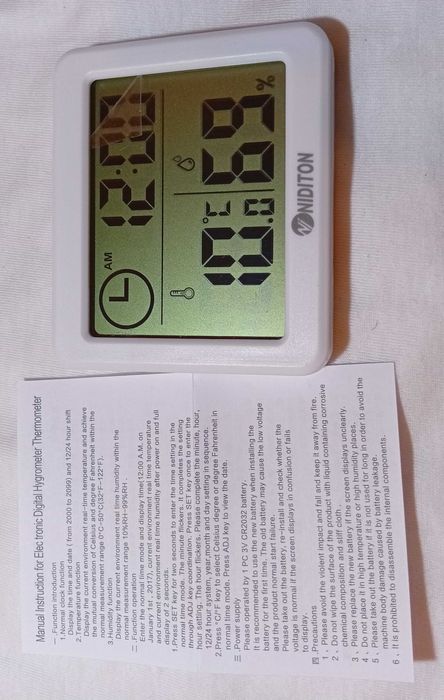 AM
12:00
10.0 °C
69 %
NIDITON
Manual Instruction for Elec tronic Digital Hygrometer Thermometer
一 .Function introduction
1.Normal clock function
Display the time,date ( from 2000 to 2099) and 12/24 hour shift
2.Temperature function
Display the current environment real-time temperature and achieve
the mutual conversion of Celsius and degree Fahrenheit within the
normal measurement range 0°C~50°C(32°F~122°F).
3.Humidity function
Display the current environment real time humidity within the
normal measurement range 10%RH~99%RH.
二 .Function operation
Enter the normal time mode and display time(12:00 A.M. on
January 1st , 2017), current environment real time temperature
and current environment real time humidity after power on and full
display of 2 seconds.
1.Press SET key for two seconds to enter the time setting in the
normal time mode and the minute flickers. It completes the setting
through ADJ key coordination; Press SET key once to enter the
hour setting. The rest can be done in the same manner,
12/24 hour system, year,month and day setting in sequence.
2.Press °C/°F key to select Celsius degree or degree Fahrenheit in
normal time mode. Press ADJ key to view the date.
三 .Power supply
Please operated by 1 PC 3V CR2032 battery.
It is recommended to use the new battery when installing the
battery for the first time. The old battery may cause the low voltage
and the product normal start failure.
Please take out the battery, re-install and check whether the
voltage is normal if the screen displays in confusion or fails
to display.
四 .Precautions
1 、 Please avoid the violent impact and fall and keep it away from fire.
2 、 Do not wipe the surface of the product with liquid containing corrosive
chemical composition and stiff cloth.
3 、 Please replace the new battery if the screen displays unclearly.
4 、 Do not place it in high temperature or high humidity places.
5 、 Please take out the battery if it is not used for long in order to avoid the
machine body damage caused by battery leakage.
6 、 It is prohibited to disassemble the internal components.